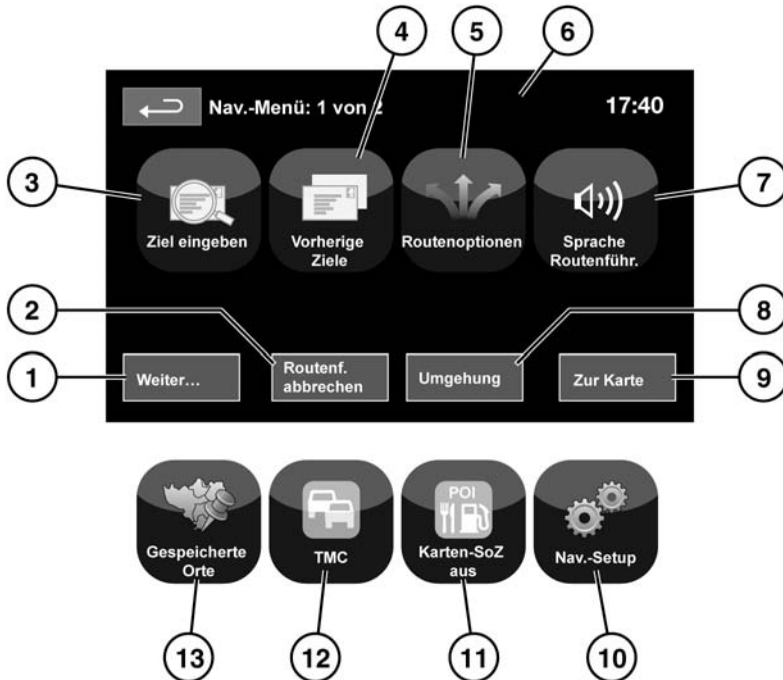 4
5
6
Nav.-Menü: 1 von 2
17:40
3
7
Ziel eingeben
Vorherige
Ziele
Routenoptionen
Sprache
Routenführ.
2
8
1
Weiter...
Routenf.
abbrechen
Umgehung
Zur Karte
9
POI
Gespeicherte
Orte
TMC
Karten-SoZ
aus
Nav.-Setup
13
12
11
10